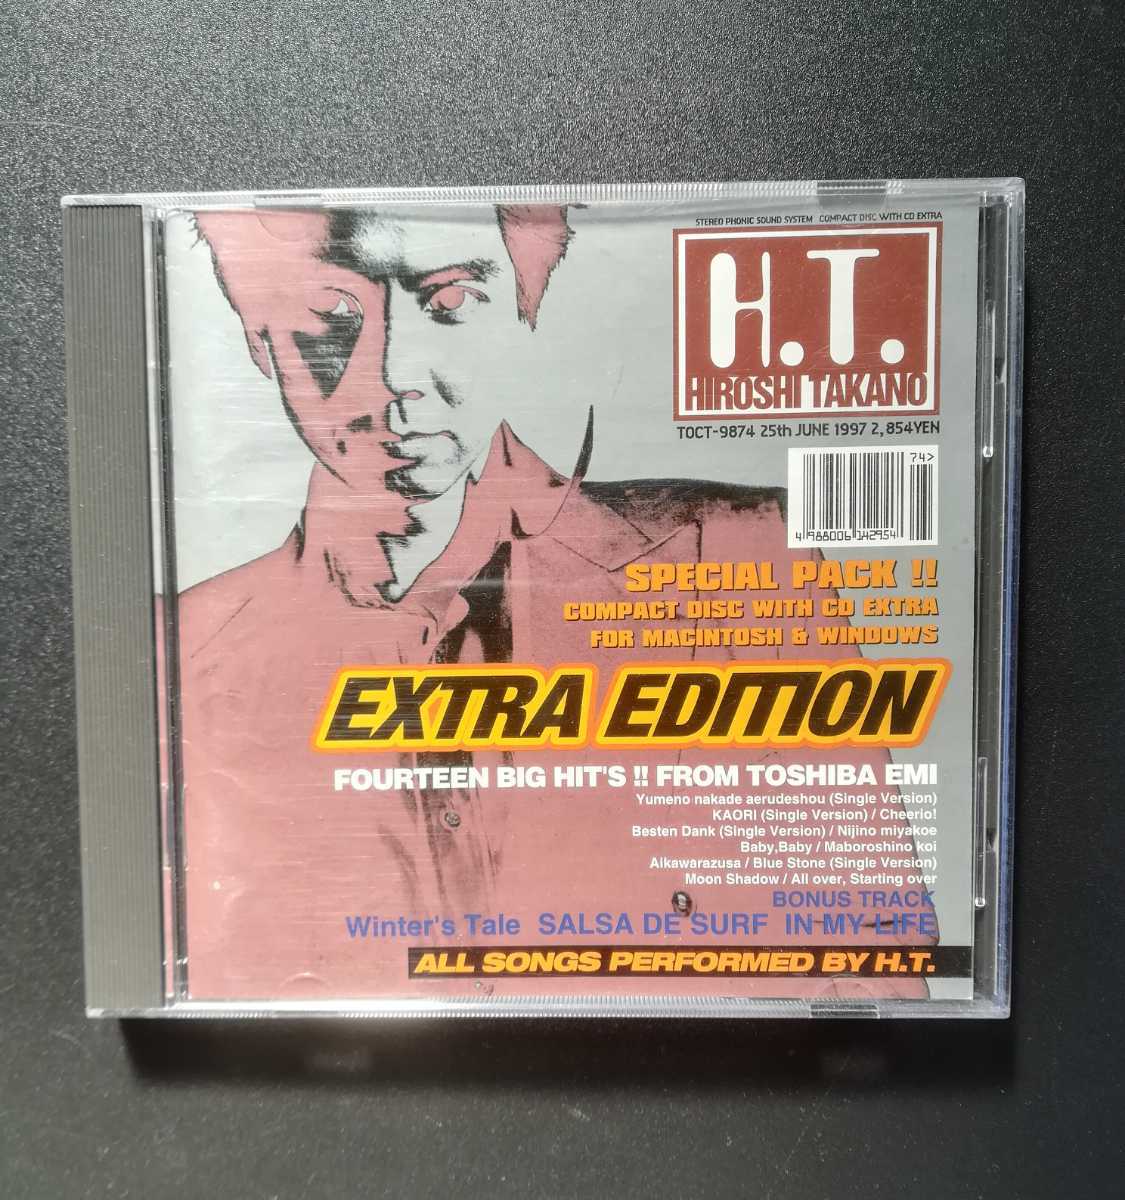 STEREO PHONIC SOUND SYSTEM COMPACT DISC WITH CD EXTRA
H.T.
HIROSHI TAKANO
TOCT-9874 25th JUNE 1997 2,854YEN
74>
4 988006 142954
SPECIAL PACK !!
COMPACT DISC WITH CD EXTRA
FOR MACINTOSH & WINDOWS
EXTRA EDITION
FOURTEEN BIG HIT'S !! FROM TOSHIBA EMI
Yumeno nakade aerudeshou (Single Version)
KAORI (Single Version) / Cheerio!
Besten Dank (Single Version) / Nijino miyakoe
Baby,Baby / Maboroshino koi
Aikawarazusa / Blue Stone (Single Version)
Moon Shadow / All over, Starting over
BONUS TRACK
Winter's Tale SALSA DE SURF IN MY LIFE
ALL SONGS PERFORMED BY H.T.